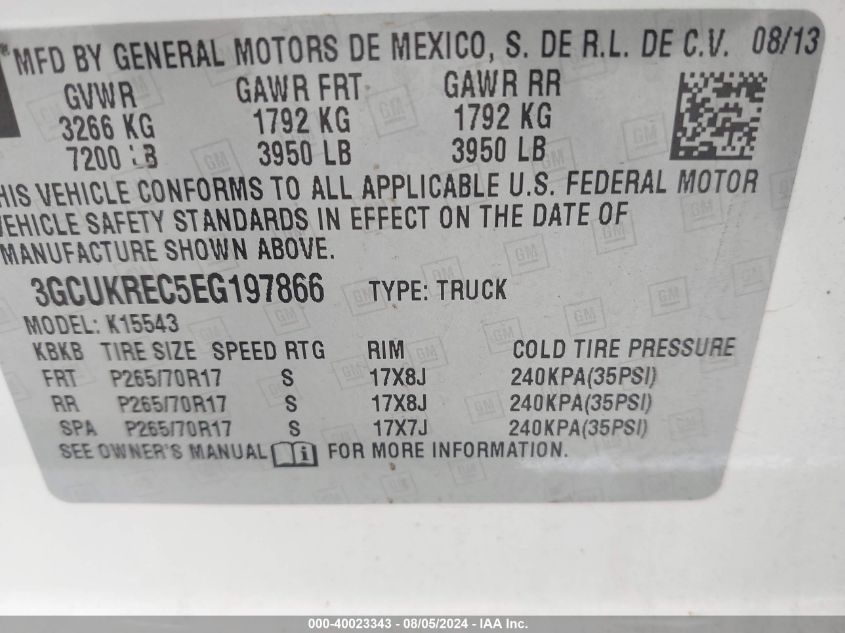 MFD BY GENERAL MOTORS DE MEXICO, S. DE R.L. DE C.V. 08/13
GVWR GAWR FRT GAWR RR
3266 KG 1792 KG 1792 KG
7200 LB 3950 LB 3950 LB
HIS VEHICLE CONFORMS TO ALL APPLICABLE U.S. FEDERAL MOTOR
VEHICLE SAFETY STANDARDS IN EFFECT ON THE DATE OF
MANUFACTURE SHOWN ABOVE.
3GCUKREC5EG197866 TYPE: TRUCK
MODEL: K15543
KBKB TIRE SIZE SPEED RTG RIM COLD TIRE PRESSURE
FRT P265/70R17 S 17X8J 240KPA(35PSI)
RR P265/70R17 S 17X8J 240KPA(35PSI)
SPA P265/70R17 S 17X7J 240KPA(35PSI)
SEE OWNER'S MANUAL i FOR MORE INFORMATION.
000-40023343 - 08/05/2024 - IAA Inc.